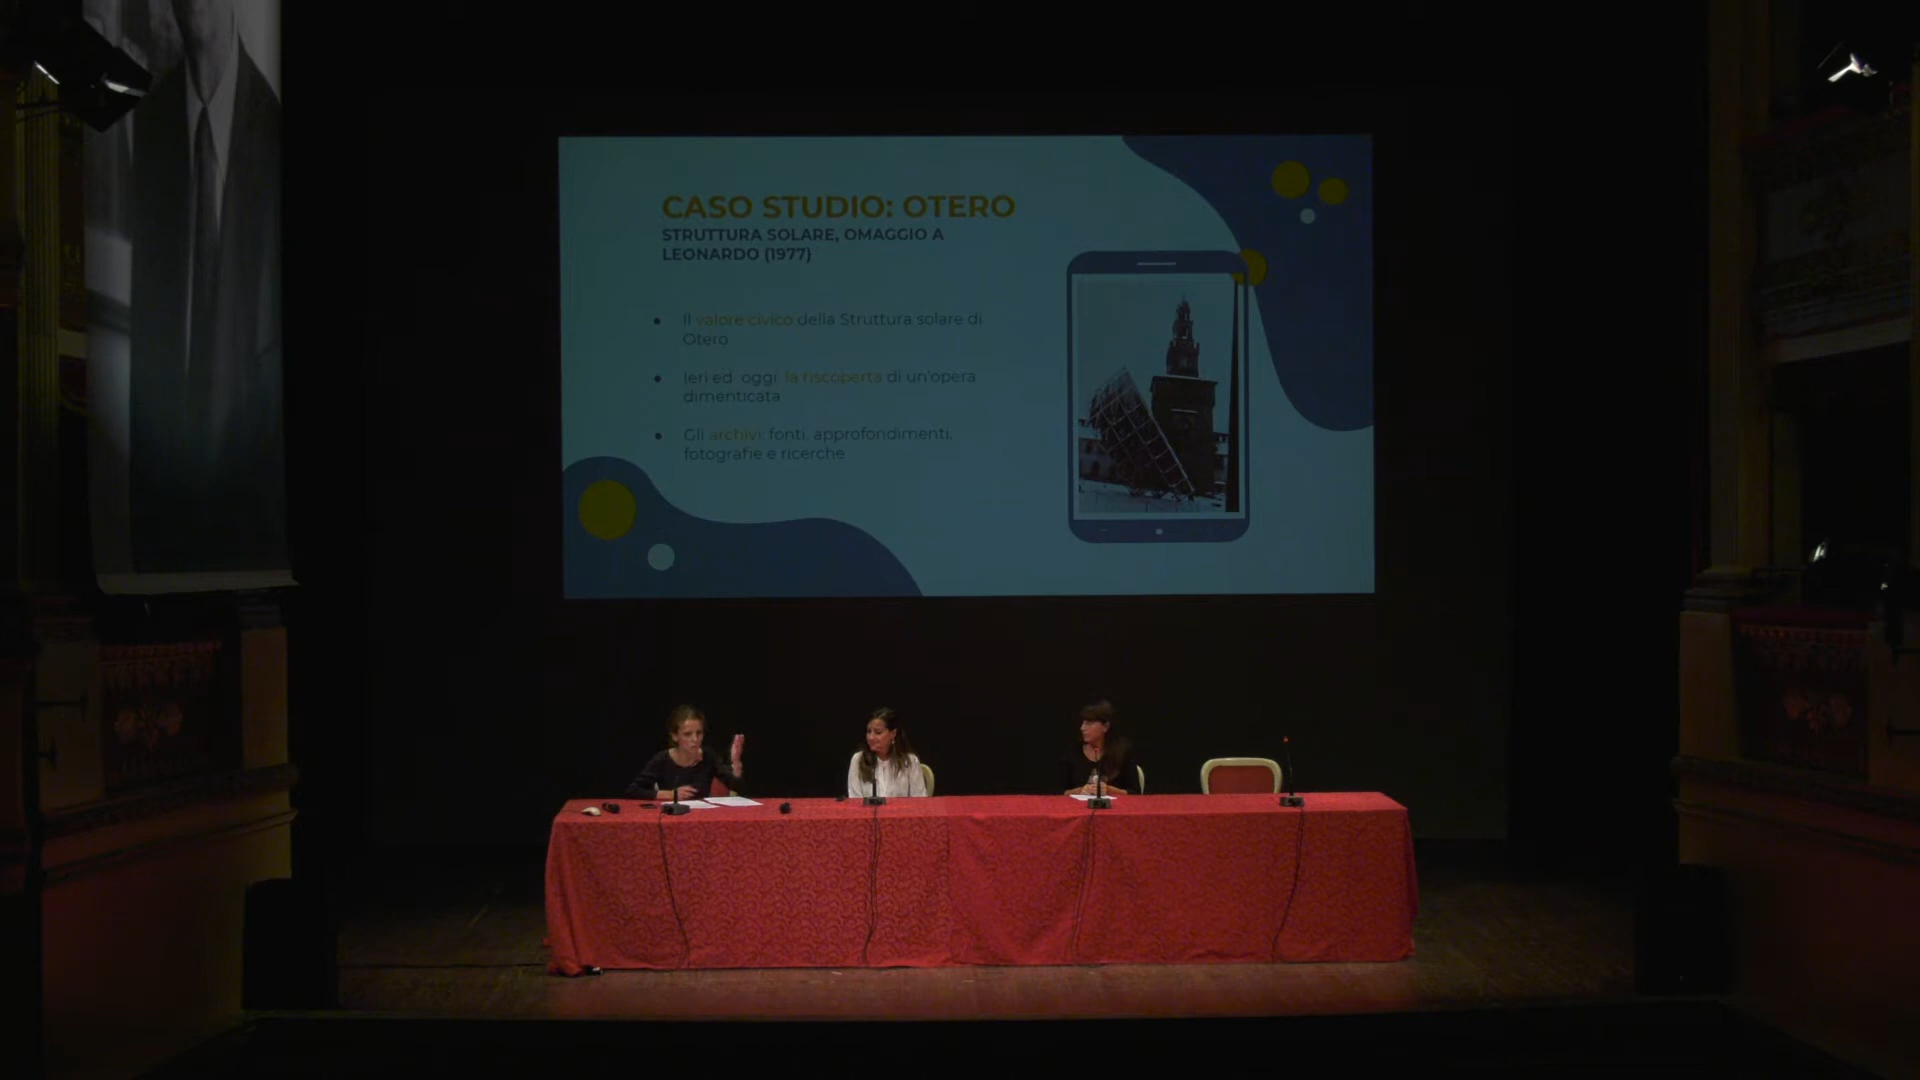 CASO STUDIO: OTERO
STRUTTURA SOLARE, OMAGGIO A
LEONARDO (1977)
Il valore civico della Struttura solare di
Otero
Ieri ed oggi: la riscoperta di un'opera
dimenticata
Gli archivi: fonti, approfondimenti,
fotografie e ricerche